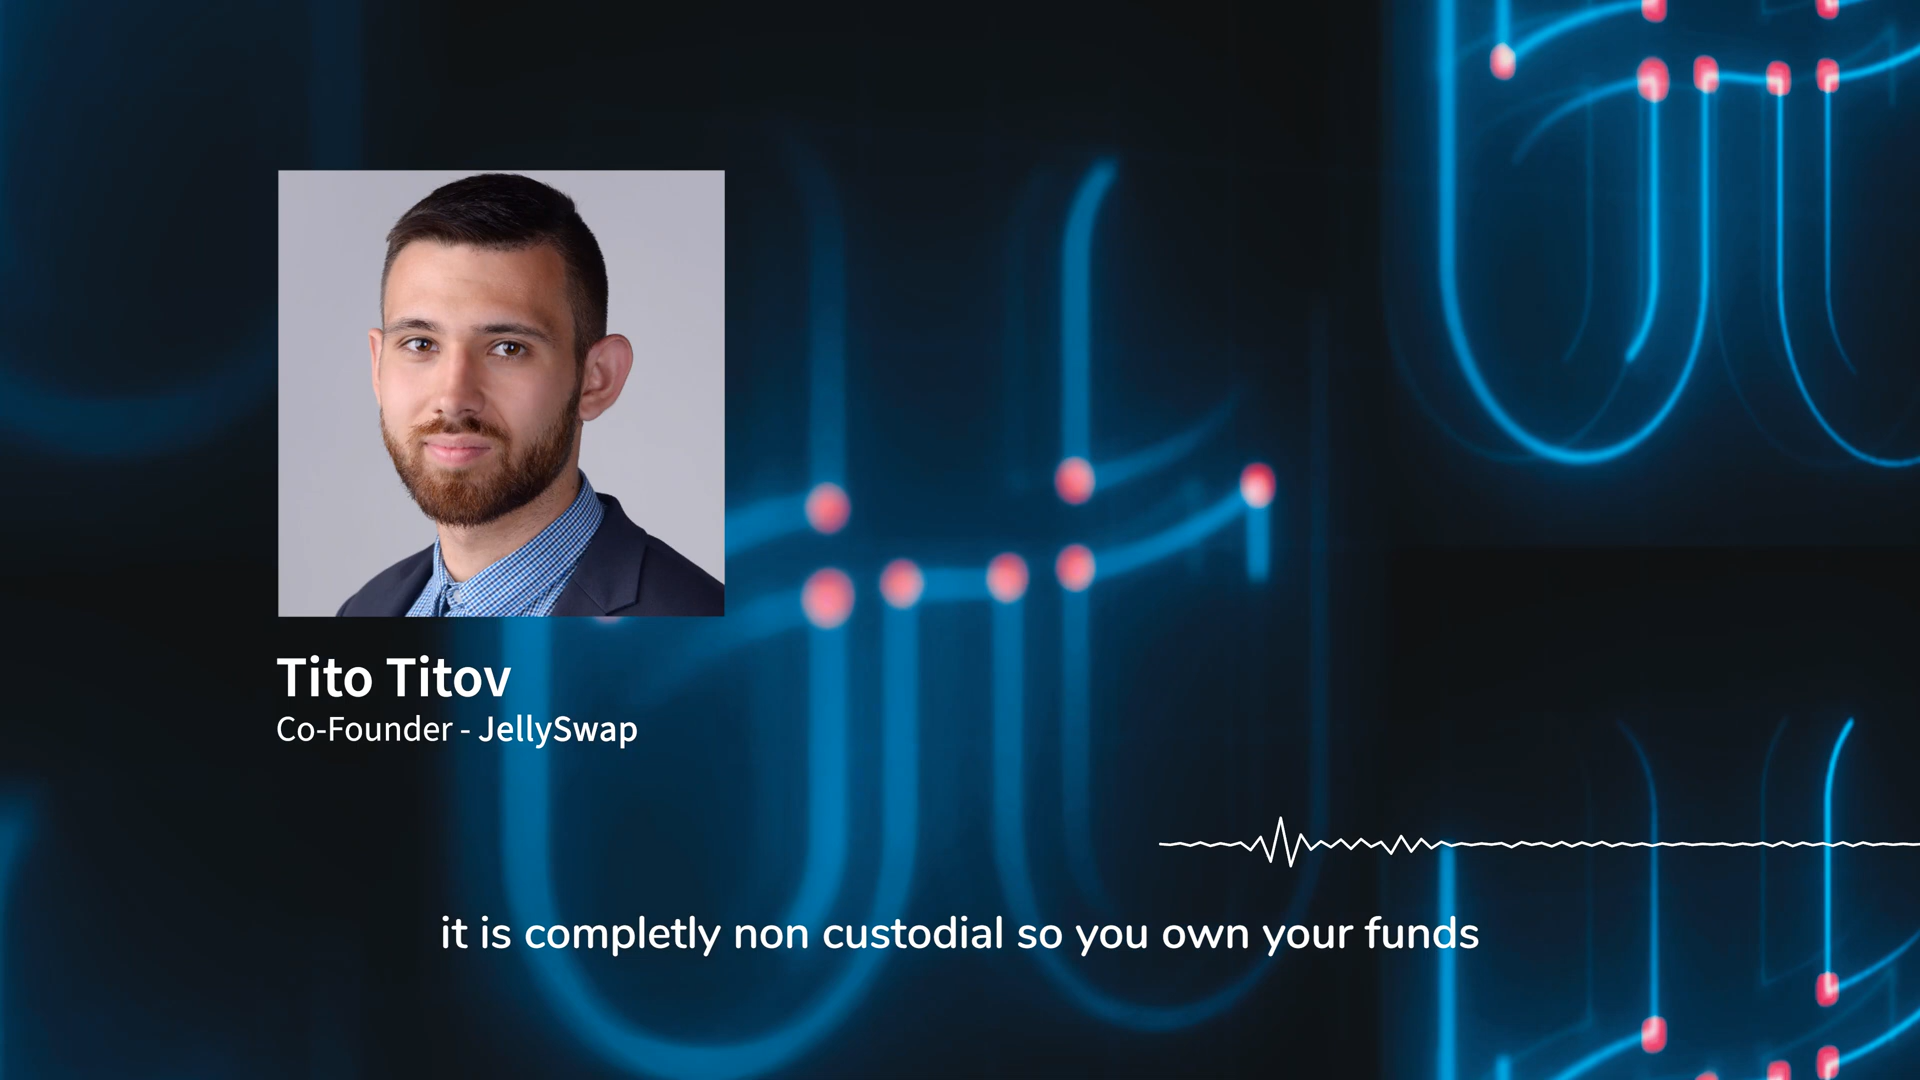 Tito Titov
Co-Founder - JellySwap
it is completly non custodial so you own your funds